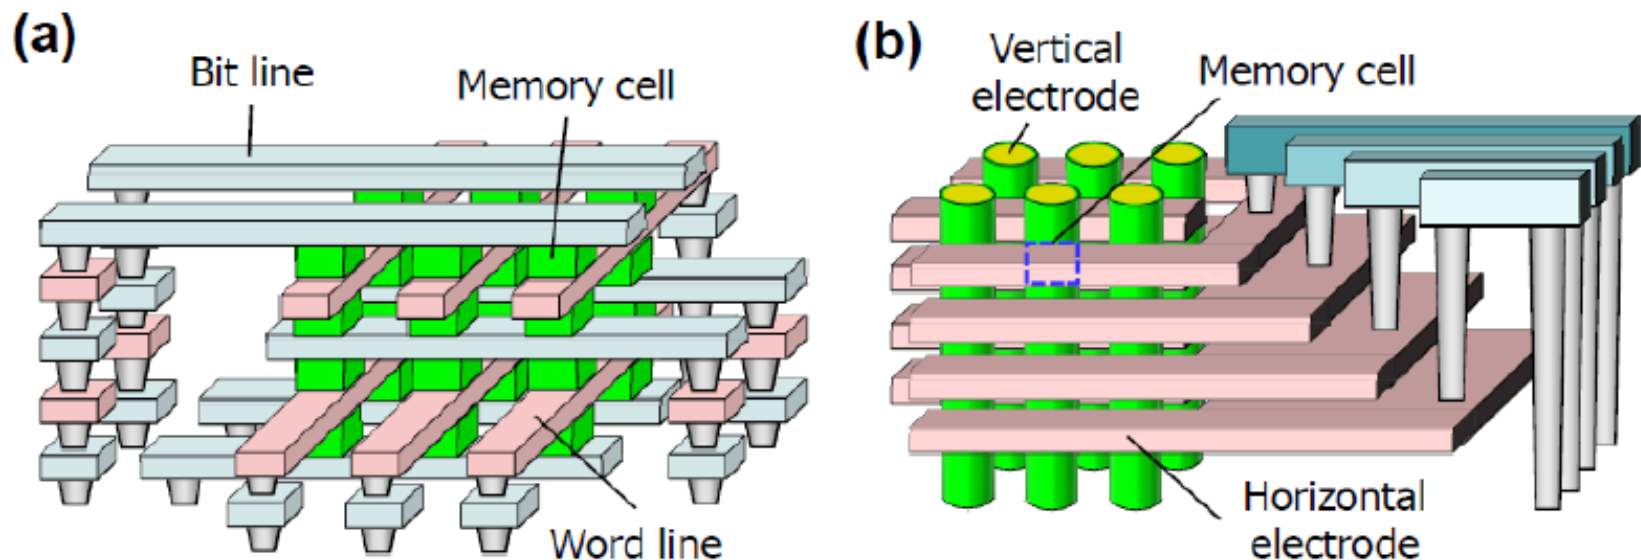 (a)
Bit line
Memory cell
Word line
(b)
Vertical
electrode
Memory cell
Horizontal
electrode